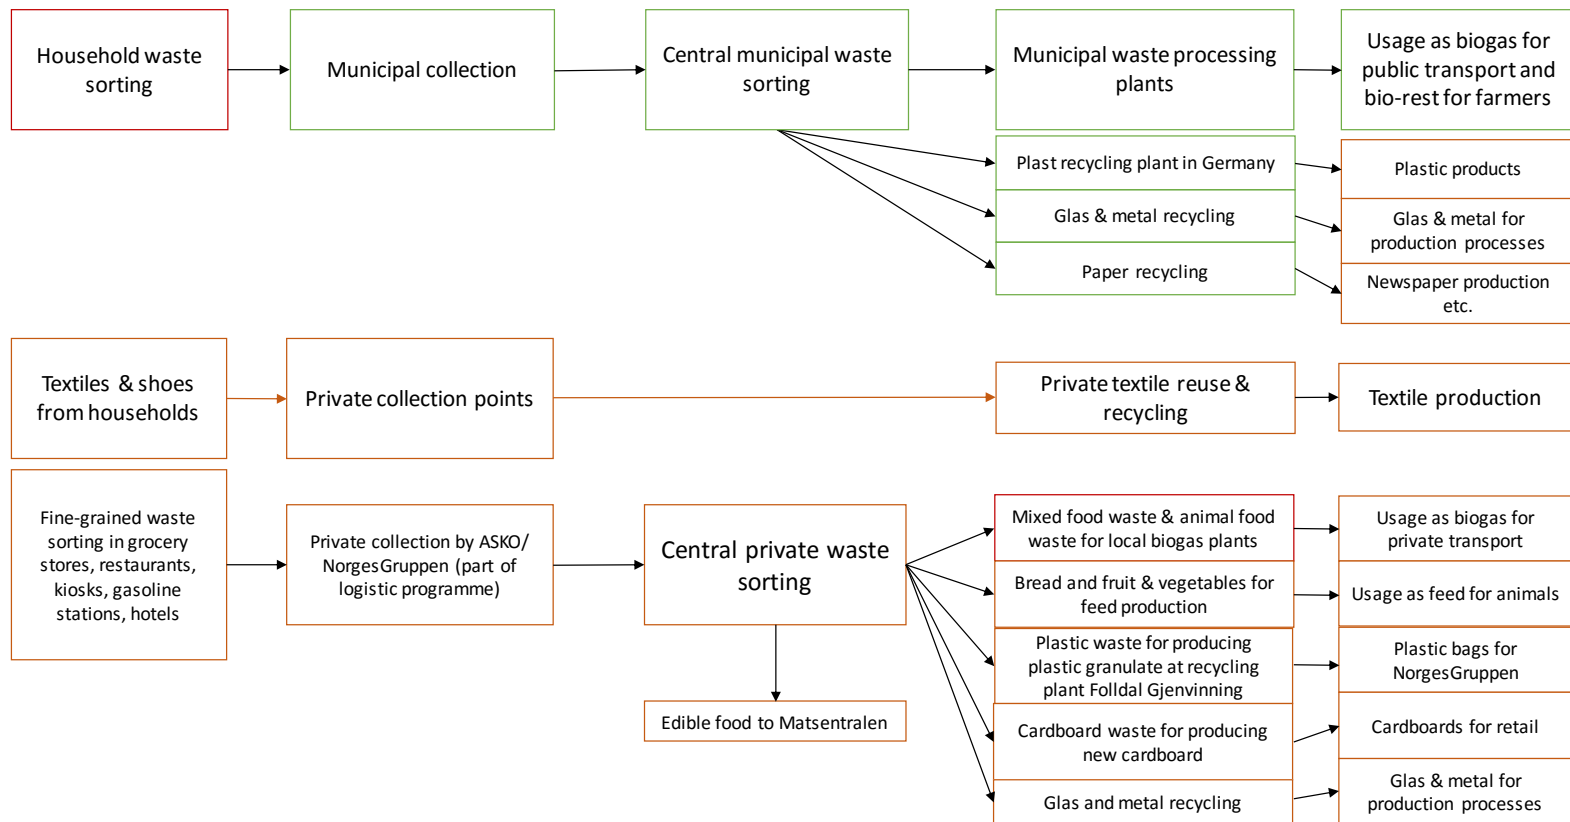 Household waste
sorting
Municipal collection
Central municipal waste
sorting
Municipal waste processing
plants
Usage as biogas for
public transport and
bio-rest for farmers
Plast recycling plant in Germany
Plastic products
Glas & metal recycling
Glas & metal for
production processes
Paper recycling
Newspaper production
etc.
Textiles & shoes
from households
Private collection points
Private textile reuse &
recycling
Textile production
Fine-grained waste
sorting in grocery
stores, restaurants,
kiosks, gasoline
stations, hotels
Private collection by ASKO/
NorgesGruppen (part of
logistic programme)
Central private waste
sorting
Edible food to Matsentralen
Mixed food waste & animal food
waste for local biogas plants
Usage as biogas for
private transport
Bread and fruit & vegetables for
feed production
Usage as feed for animals
Plastic waste for producing
plastic granulate at recycling
plant Folldal Gjenvinning
Plastic bags for
NorgesGruppen
Cardboard waste for producing
new cardboard
Cardboards for retail
Glas and metal recycling
Glas & metal for
production processes